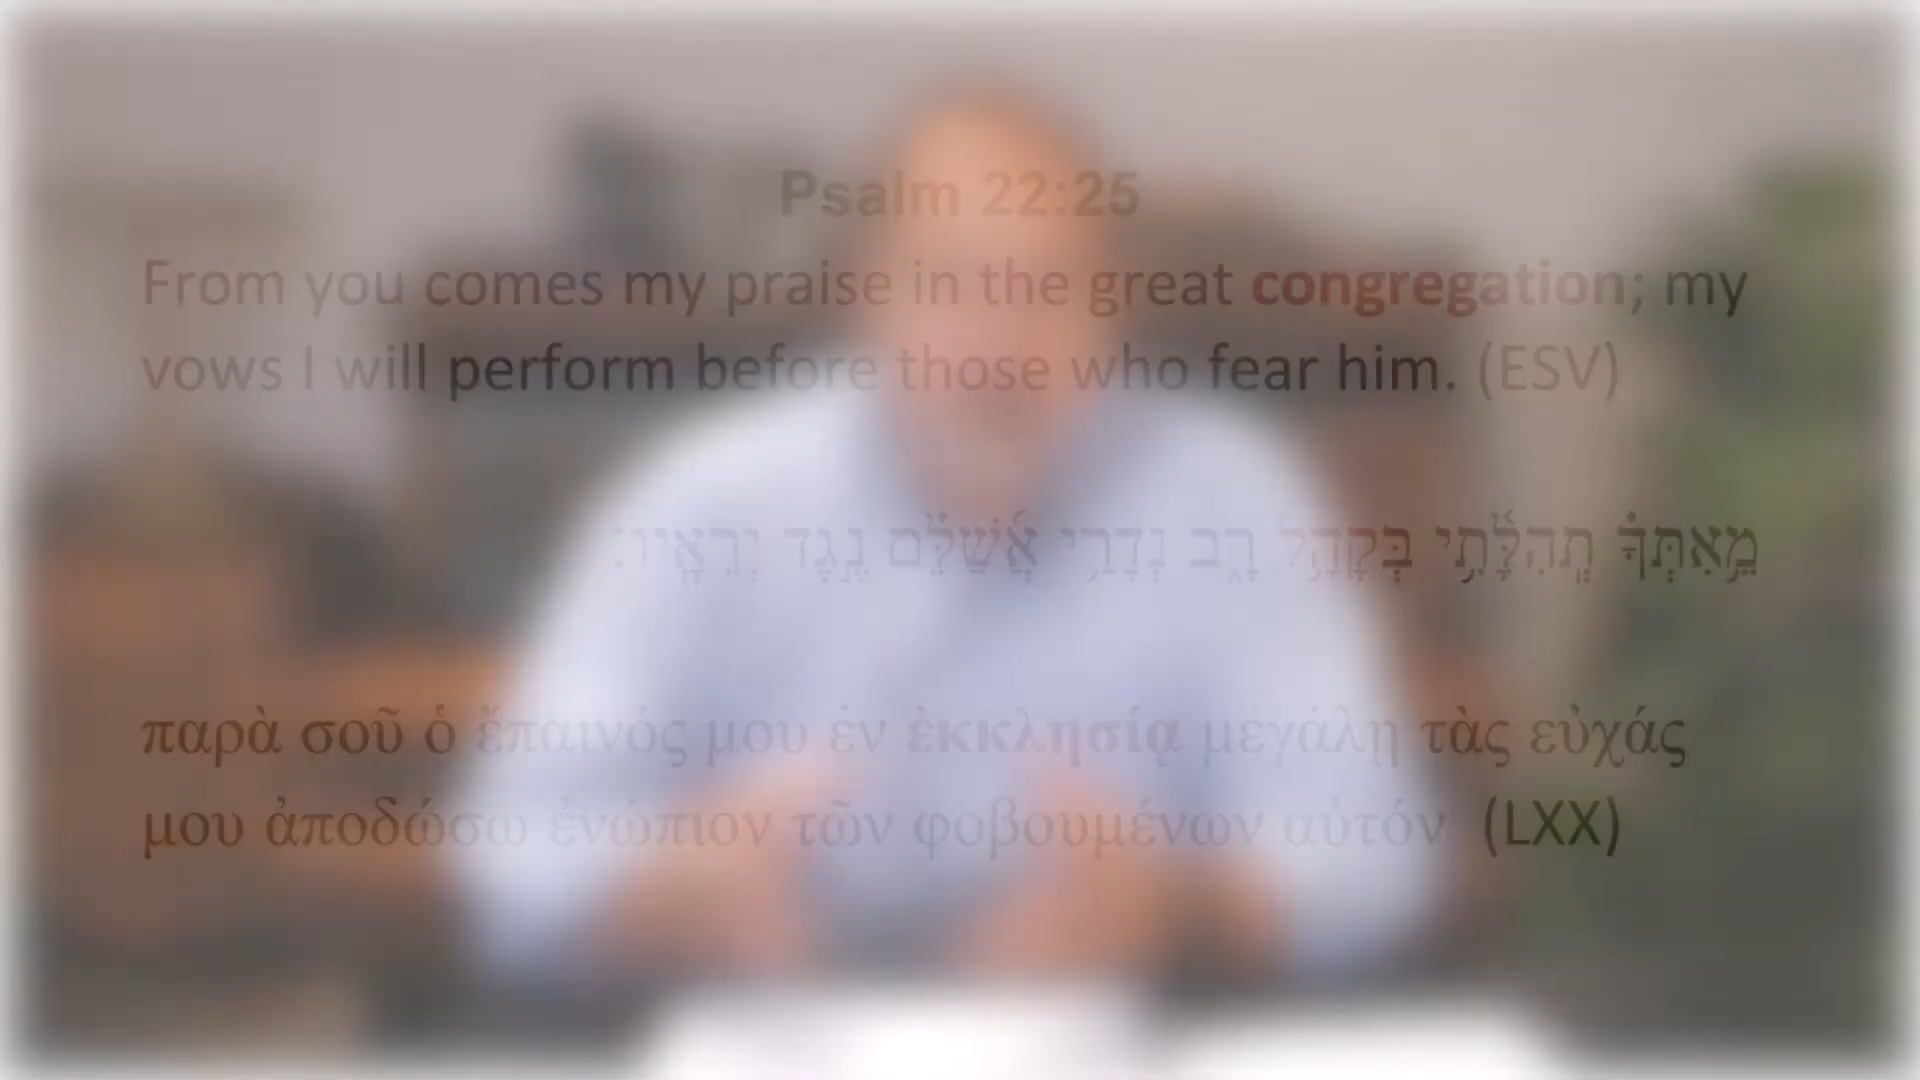 Psalm 22:25
From you comes my praise in the great congregation; my
vows I will perform before those who fear him. (ESV)
מֵ֥אִתְּךָ֗ תְֽהִלָּ֫תִ֥י בְּקָהָ֥ל רָ֑ב נְדָרַ֥י אֲ֝שַׁלֵּ֗ם נֶ֣גֶד יְרֵאָֽיו׃
παρὰ σοῦ ὁ ἔπαινός μου ἐν ἐκκλησίᾳ μεγάλῃ τὰς εὐχάς
μου ἀποδώσω ἐνώπιον τῶν φοβουμένων αὐτόν (LXX)